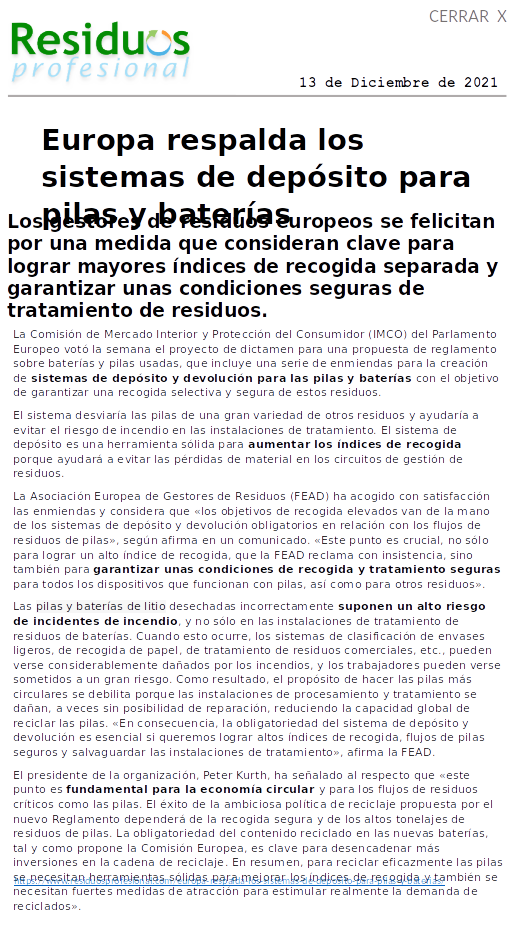 CERRAR X
Residuos
profesional
13 de Diciembre de 2021
Europa respalda los
sistemas de depósito para
pilas y baterías
Los gestores de residuos europeos se felicitan
por una medida que consideran clave para
lograr mayores índices de recogida separada y
garantizar unas condiciones seguras de
tratamiento de residuos.
La Comisión de Mercado Interior y Protección del Consumidor (IMCO) del Parlamento
Europeo votó la semana el proyecto de dictamen para una propuesta de reglamento
sobre baterías y pilas usadas, que incluye una serie de enmiendas para la creación
de sistemas de depósito y devolución para las pilas y baterías con el objetivo
de garantizar una recogida selectiva y segura de estos residuos.
El sistema desviaría las pilas de una gran variedad de otros residuos y ayudaría a
evitar el riesgo de incendio en las instalaciones de tratamiento. El sistema de
depósito es una herramienta sólida para aumentar los índices de recogida
porque ayudará a evitar las pérdidas de material en los circuitos de gestión de
residuos.
La Asociación Europea de Gestores de Residuos (FEAD) ha acogido con satisfacción
las enmiendas y considera que «los objetivos de recogida elevados van de la mano
de los sistemas de depósito y devolución obligatorios en relación con los flujos de
residuos de pilas», según afirma en un comunicado. «Este punto es crucial, no sólo
para lograr un alto índice de recogida, que la FEAD reclama con insistencia, sino
también para garantizar unas condiciones de recogida y tratamiento seguras
para todos los dispositivos que funcionan con pilas, así como para otros residuos».
Las pilas y baterías de litio desechadas incorrectamente suponen un alto riesgo
de incidentes de incendio, y no sólo en las instalaciones de tratamiento de
residuos de baterías. Cuando esto ocurre, los sistemas de clasificación de envases
ligeros, de recogida de papel, de tratamiento de residuos comerciales, etc., pueden
verse considerablemente dañados por los incendios, y los trabajadores pueden verse
sometidos a un gran riesgo. Como resultado, el propósito de hacer las pilas más
circulares se debilita porque las instalaciones de procesamiento y tratamiento se
dañan, a veces sin posibilidad de reparación, reduciendo la capacidad global de
reciclar las pilas. «En consecuencia, la obligatoriedad del sistema de depósito y
devolución es esencial si queremos lograr altos índices de recogida, flujos de pilas
seguros y salvaguardar las instalaciones de tratamiento», afirma la FEAD.
El presidente de la organización, Peter Kurth, ha señalado al respecto que «este
punto es fundamental para la economía circular y para los flujos de residuos
críticos como las pilas. El éxito de la ambiciosa política de reciclaje propuesta por el
nuevo Reglamento dependerá de la recogida segura y de los altos tonelajes de
residuos de pilas. La obligatoriedad del contenido reciclado en las nuevas baterías,
tal y como propone la Comisión Europea, es clave para desencadenar más
inversiones en la cadena de reciclaje. En resumen, para reciclar eficazmente las pilas
se necesitan herramientas sólidas para mejorar los índices de recogida y también se
https://www.residuosprofesional.com/europa-respalda-los-sistemas-de-deposito-para-pilas-y-baterias/
necesitan fuertes medidas de atracción para estimular realmente la demanda de
reciclados».